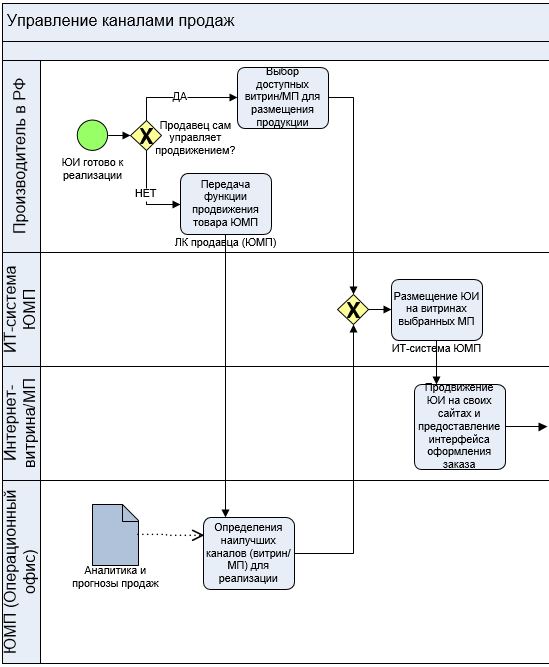 Управление каналами продаж
Производитель в РФ
ЮИ готово к
реализации
Продавец сам
управляет
продвижением?
ДА
НЕТ
Выбор
доступных
витрин/МП для
размещения
продукции
Передача
функции
продвижения
товара ЮМП
ЛК продавца (ЮМП)
ИТ-система
ЮМП
Размещение ЮИ
на витринах
выбранных МП
ИТ-система ЮМП
Интернет-
витрина/МП
Продвижение
ЮИ на своих
сайтах и
предоставление
интерфейса
оформления
заказа
ЮМП (Операционный
офис)
Аналитика и
прогнозы продаж
Определения
наилучших
каналов (витрин/
МП) для
реализации